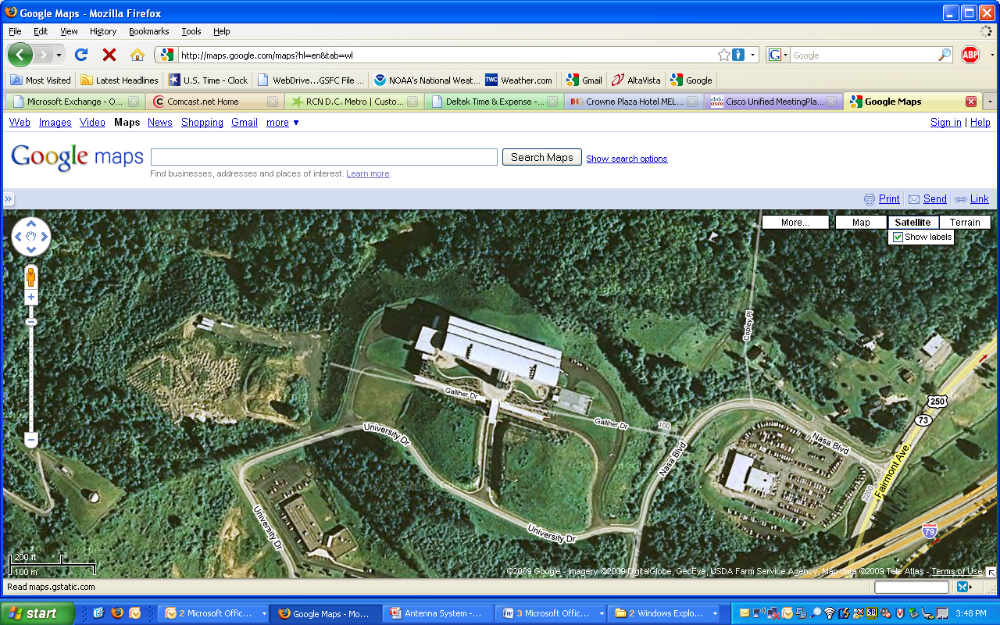 Google Maps - Mozilla Firefox
File Edit View History Bookmarks Tools Help
http://maps.google.com/maps?hl=en&tab=wl
Google
ABP
Most Visited Latest Headlines U.S. Time - Clock WebDrive...GSFC File ... NOAA's National Weat... TWC Weather.com Gmail AltaVista Google
Microsoft Exchange - O... Comcast.net Home RCN D.C. Metro | Custo... Deltek Time & Expense -... IHG Crowne Plaza Hotel MEL... cisco Cisco Unified MeetingPla... Google Maps
Web Images Video Maps News Shopping Gmail more ▼ Sign in | Help
Google maps Search Maps Show search options
Find businesses, addresses and places of interest. Learn more.
» Print Send Link
More... Map Satellite Terrain
Show labels
Copley Pl
Galliher Dr
250
73
Galliher Dr
100
University Dr
Nasa Blvd
Nasa Blvd
Fairmont Ave
2200
University Dr
University Dr
79
200 ft
100 m
©2009 Google - Imagery ©2009 DigitalGlobe, GeoEye, USDA Farm Service Agency, Map data ©2009 Tele Atlas - Terms of Use
Read maps.gstatic.com
start 2 Microsoft Offic... Google Maps - Mo... Antenna System -... 3 Microsoft Offic... 2 Windows Explo... 3:48 PM